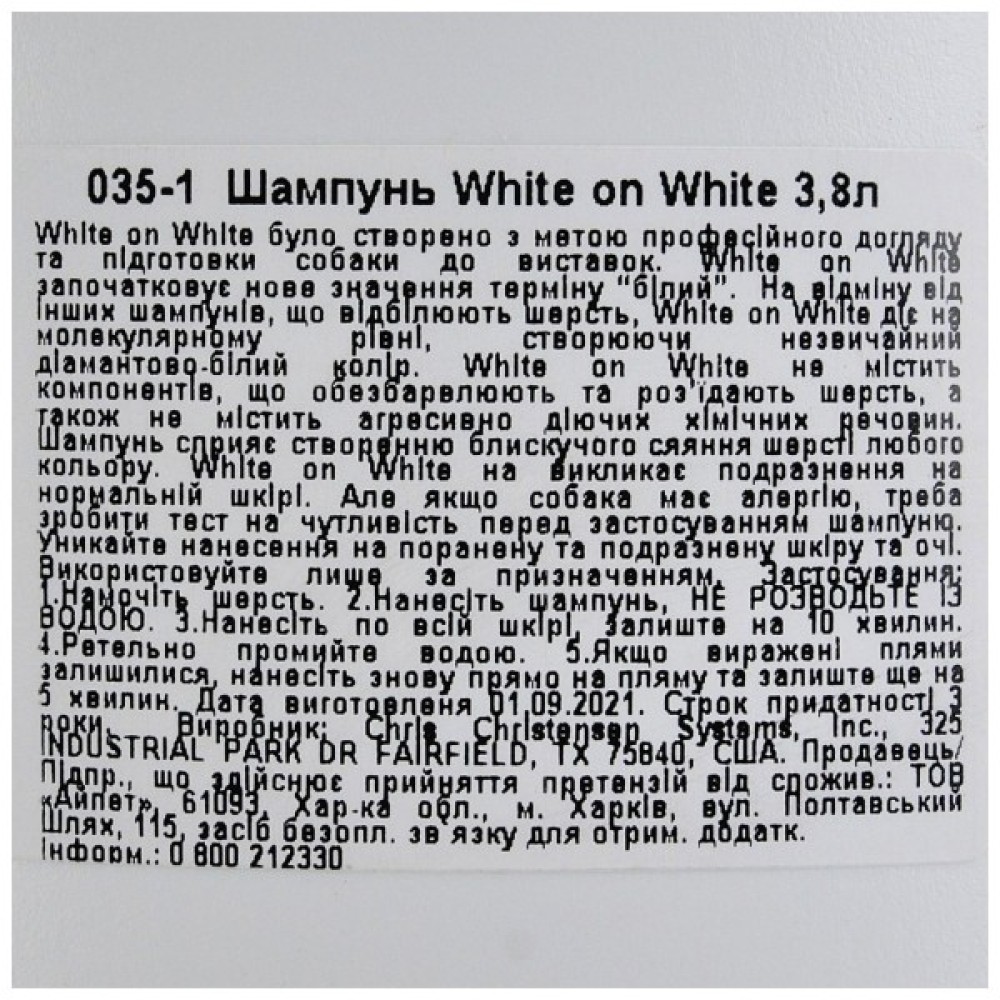 035-1 Шампунь White on White 3,8л
White on White було створено з метою професійного догляду
та підготовки собаки до виставок. White on White
започатковує нове значення терміну “білий”. На відміну від
інших шампунів, що відбілюють шерсть, White on White діє на
молекулярному рівні, створюючи незвичайний
діамантово-білий колір. White on White не містить
компонентів, що обезбарвлюють та роз’їдають шерсть, а
також не містить агресивно діючих хімічних речовин.
Шампунь сприяє створенню блискучого сяяння шерсті любого
кольору. White on White не викликає подразнення на
нормальній шкірі. Але якщо собака має алергію, треба
зробити тест на чутливість перед застосуванням шампуню.
Уникайте нанесення на поранену та подразнену шкіру та очі.
Використовуйте лише за призначенням. Застосування:
1.Намочіть шерсть. 2.Нанесіть шампунь, НЕ РОЗВОДЬТЕ ІЗ
ВОДОЮ. 3.Нанесіть по всій шкірі, залиште на 10 хвилин.
4.Ретельно промийте водою. 5.Якщо виражені плями
залишилися, нанесіть знову прямо на пляму та залиште ще на
5 хвилин. Дата виготовленя 01.09.2021. Строк придатності 3
роки. Виробник: Chris Christensen Systems, Inc., 325
INDUSTRIAL PARK DR FAIRFIELD, TX 75840, США. Продавець/
Підпр., що здійснює прийняття претензій від спожив.: ТОВ
«Айпет», 61093, Хар-ка обл., м. Харків, вул. Полтавський
Шлях, 115, засіб безопл. зв’язку для отрим. додатк.
Інформ.: 0 800 212330